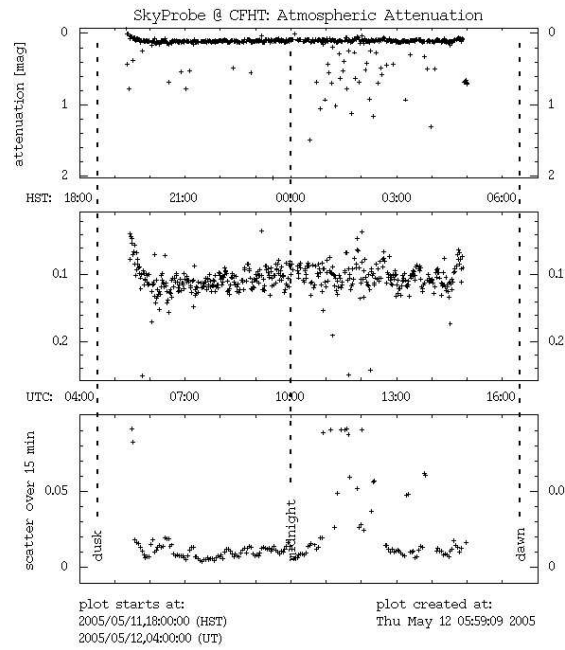 SkyProbe @ CFHT: Atmospheric Attenuation
0 0
attenuation [mag]
1 1
2 2
HST: 18:00 21:00 00:00 03:00 06:00
0.1 0.1
0.2 0.2
UTC: 04:00 07:00 10:00 13:00 16:00
scatter over 15 min
0.05 0.0
0 0
dusk
midnight
dawn
plot starts at:
2005/05/11,18:00:00 (HST)
2005/05/12,04:00:00 (UT)
plot created at:
Thu May 12 05:59:09 2005